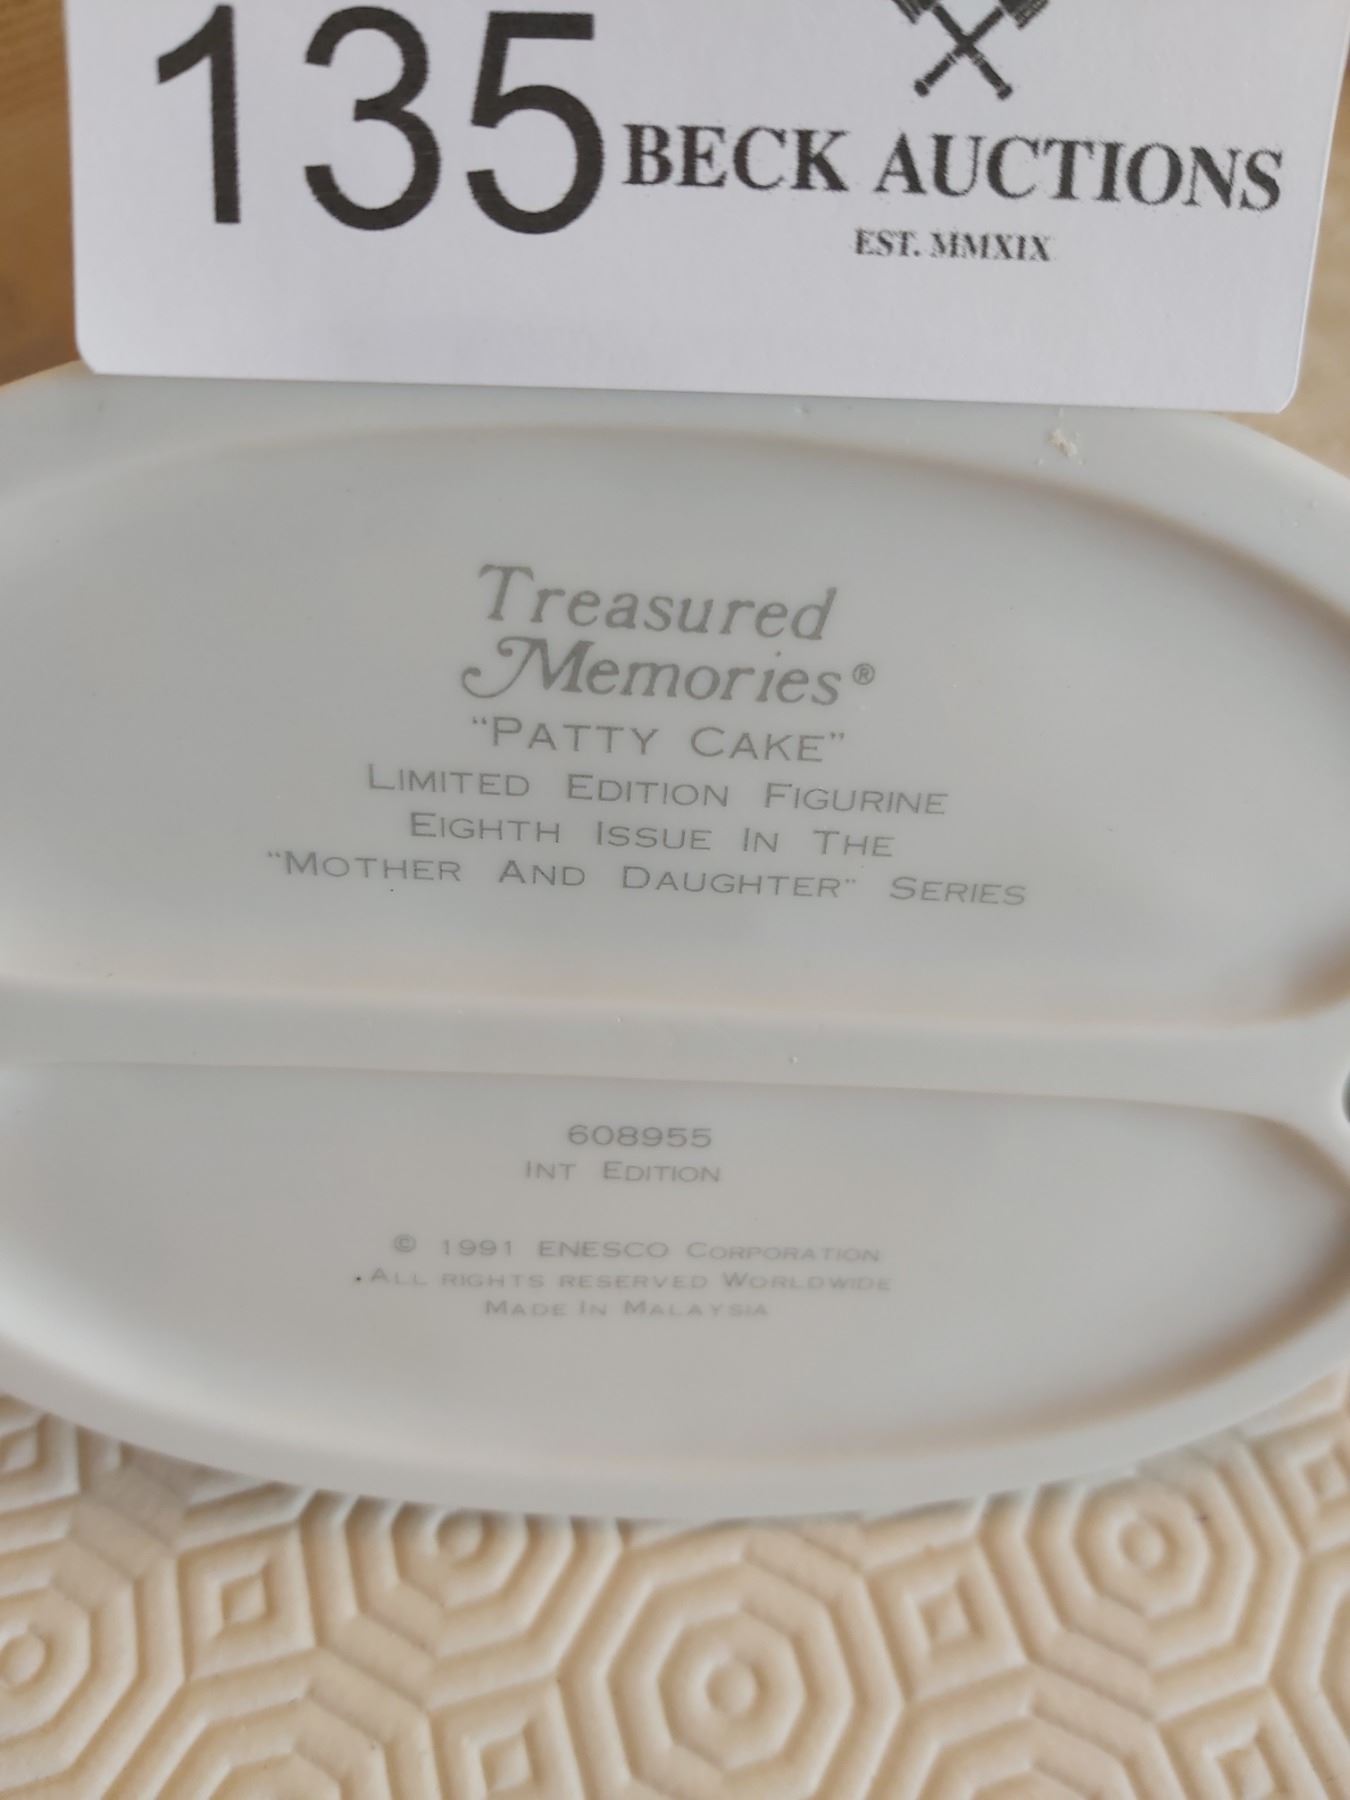 135
BECK AUCTIONS
EST. MMXIX
Treasured
Memories®
"PATTY CAKE"
LIMITED EDITION FIGURINE
EIGHTH ISSUE IN THE
"MOTHER AND DAUGHTER" SERIES
608955
INT EDITION
© 1991 ENESCO CORPORATION
ALL RIGHTS RESERVED WORLDWIDE
MADE IN MALAYSIA